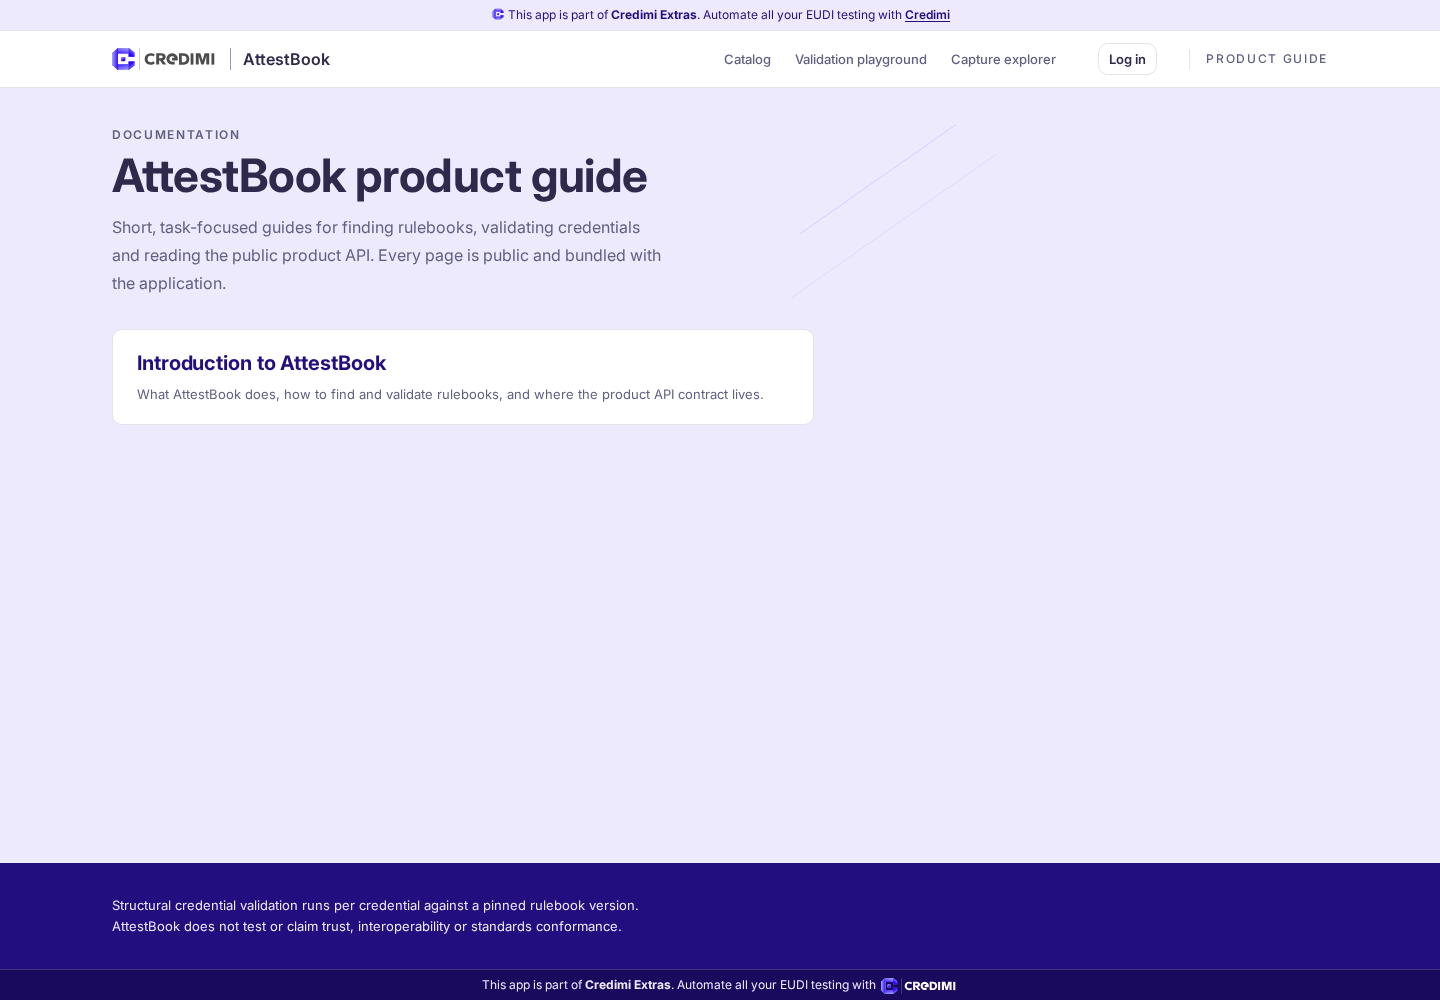 This app is part of Credimi Extras. Automate all your EUDI testing with Credimi
CREDIMI
AttestBook
Catalog
Validation playground
Capture explorer
Log in
PRODUCT GUIDE
DOCUMENTATION
AttestBook product guide
Short, task-focused guides for finding rulebooks, validating credentials
and reading the public product API. Every page is public and bundled with
the application.
Introduction to AttestBook
What AttestBook does, how to find and validate rulebooks, and where the product API contract lives.
Structural credential validation runs per credential against a pinned rulebook version.
AttestBook does not test or claim trust, interoperability or standards conformance.
This app is part of Credimi Extras. Automate all your EUDI testing with CREDIMI